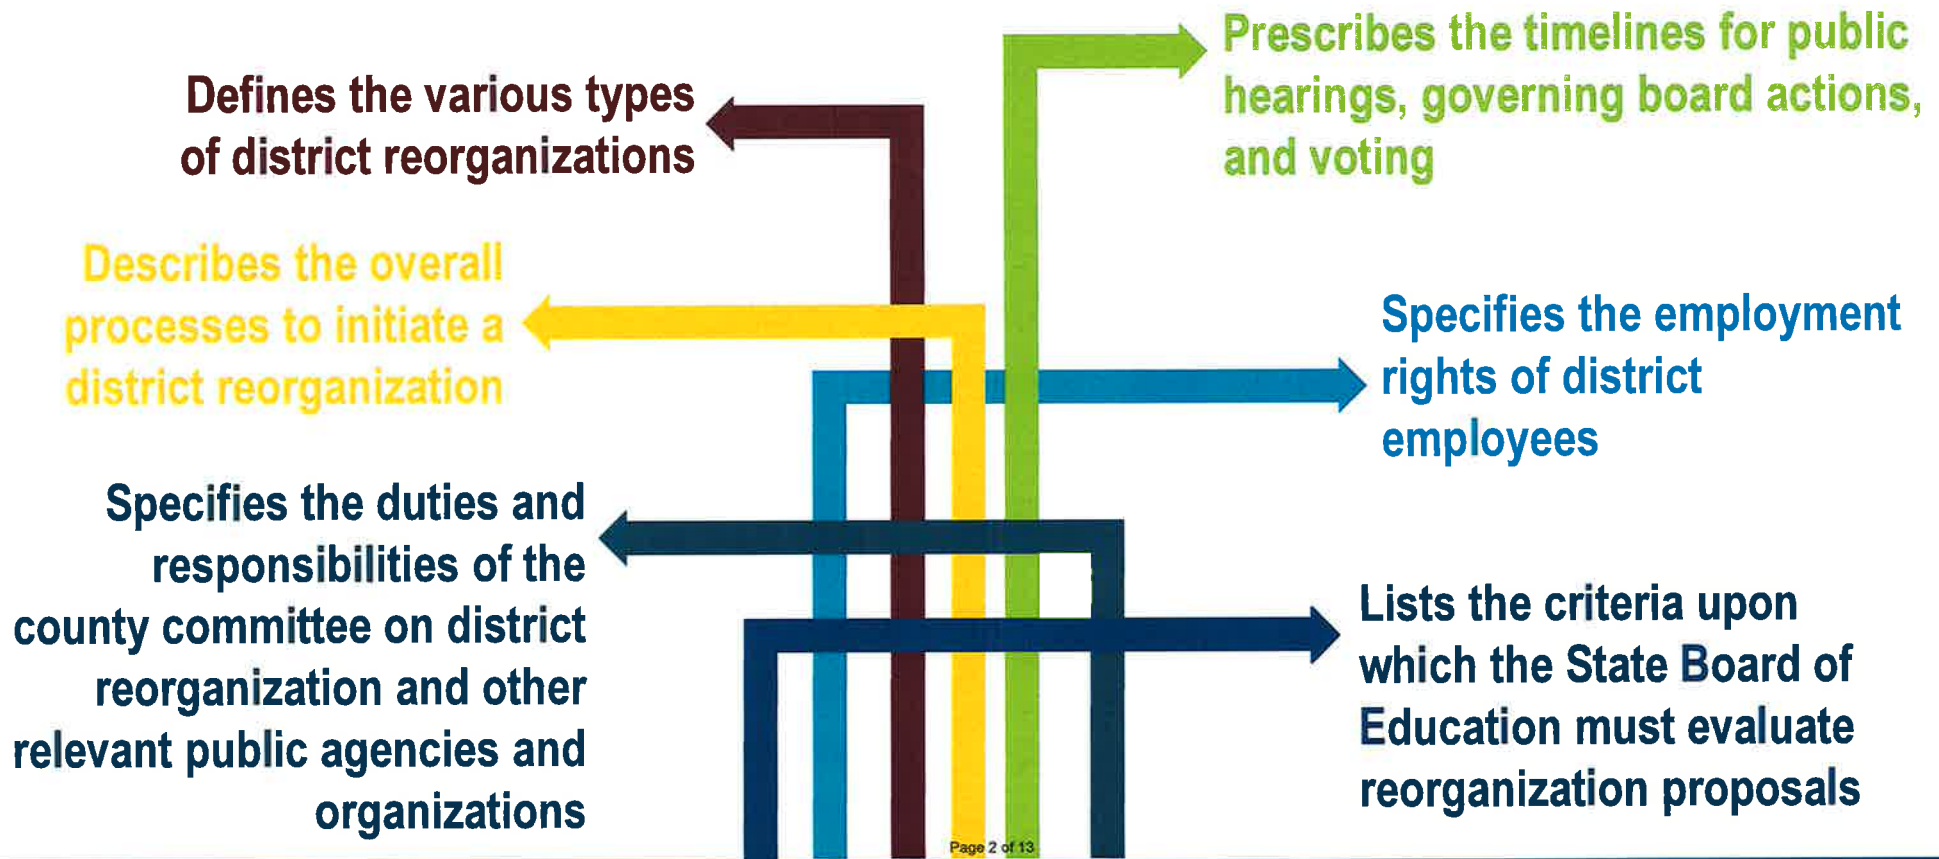 Defines the various types
of district reorganizations
Prescribes the timelines for public
hearings, governing board actions,
and voting
Describes the overall
processes to initiate a
district reorganization
Specifies the employment
rights of district
employees
Specifies the duties and
responsibilities of the
county committee on district
reorganization and other
relevant public agencies and
organizations
Lists the criteria upon
which the State Board of
Education must evaluate
reorganization proposals
Page 2 of 13